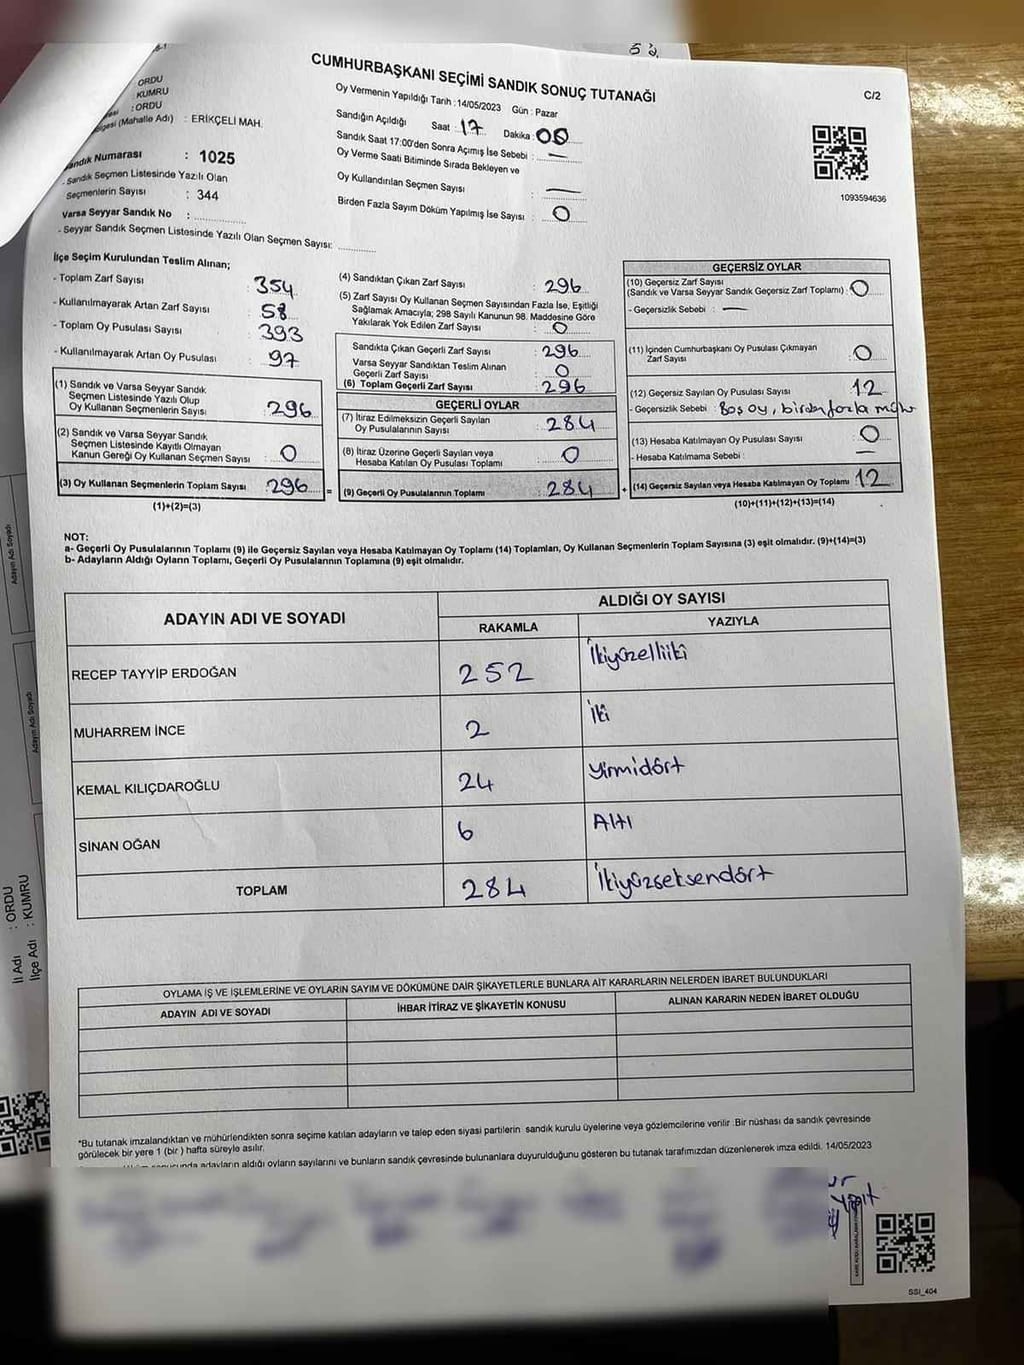 CUMHURBAŞKANI SEÇİMİ SANDIK SONUÇ TUTANAĞI
C/2
ORDU
KUMRU
: ORDU
(Mahalle Adı) : ERİKÇELİ MAH.
Sandık Numarası : 1025
- Sandık Seçmen Listesinde Yazılı Olan
Seçmenlerin Sayısı : 344
Varsa Seyyar Sandık No :
- Seyyar Sandık Seçmen Listesinde Yazılı Olan Seçmen Sayısı:
Oy Vermenin Yapıldığı Tarih :14/05/2023 Gün : Pazar
Sandığın Açıldığı Saat 17 Dakika : 00
Sandık Saat 17:00'den Sonra Açımış İse Sebebi : —
Oy Verme Saati Bitiminde Sırada Bekleyen ve
Oy Kullandırılan Seçmen Sayısı : —
Birden Fazla Sayım Döküm Yapılmış İse Sayısı : 0
1093594636
İlçe Seçim Kurulundan Teslim Alınan;
- Toplam Zarf Sayısı : 354
- Kullanılmayarak Artan Zarf Sayısı : 58
- Toplam Oy Pusulası Sayısı : 393
- Kullanılmayarak Artan Oy Pusulası : 97
(1) Sandık ve Varsa Seyyar Sandık
Seçmen Listesinde Yazılı Olup
Oy Kullanan Seçmenlerin Sayısı : 296
(2) Sandık ve Varsa Seyyar Sandık
Seçmen Listesinde Kayıtlı Olmayan
Kanun Gereği Oy Kullanan Seçmen Sayısı : 0
(3) Oy Kullanan Seçmenlerin Toplam Sayısı : 296
(1)+(2)=(3)
(4) Sandıktan Çıkan Zarf Sayısı : 296
(5) Zarf Sayısı Oy Kullanan Seçmen Sayısından Fazla İse, Eşitliği
Sağlamak Amacıyla; 298 Sayılı Kanunun 98. Maddesine Göre
Yakılarak Yok Edilen Zarf Sayısı : 0
Sandıkta Çıkan Geçerli Zarf Sayısı : 296
Varsa Seyyar Sandıktan Teslim Alınan
Geçerli Zarf Sayısı : 0
(6) Toplam Geçerli Zarf Sayısı : 296
GEÇERLİ OYLAR
(7) İtiraz Edilmeksizin Geçerli Sayılan
Oy Pusulalarının Sayısı : 284
(8) İtiraz Üzerine Geçerli Sayılan veya
Hesaba Katılan Oy Pusulası Toplamı : 0
= (9) Geçerli Oy Pusulalarının Toplamı : 284 +
GEÇERSİZ OYLAR
(10) Geçersiz Zarf Sayısı
(Sandık ve Varsa Seyyar Sandık Geçersiz Zarf Toplamı) : 0
- Geçersizlik Sebebi : —
(11) İçinden Cumhurbaşkanı Oy Pusulası Çıkmayan
Zarf Sayısı : 0
(12) Geçersiz Sayılan Oy Pusulası Sayısı : 12
- Geçersizlik Sebebi : Boş oy, birden fazla mühr
(13) Hesaba Katılmayan Oy Pusulası Sayısı : 0
- Hesaba Katılmama Sebebi : —
(14) Geçersiz Sayılan veya Hesaba Katılmayan Oy Toplamı : 12
(10)+(11)+(12)+(13)=(14)
NOT:
a- Geçerli Oy Pusulalarının Toplamı (9) ile Geçersiz Sayılan veya Hesaba Katılmayan Oy Toplamı (14) Toplamları, Oy Kullanan Seçmenlerin Toplam Sayısına (3) eşit olmalıdır. (9)+(14)=(3)
b- Adayların Aldığı Oyların Toplamı, Geçerli Oy Pusulalarının Toplamına (9) eşit olmalıdır.
ADAYIN ADI VE SOYADI ALDIĞI OY SAYISI
RAKAMLA YAZIYLA
RECEP TAYYİP ERDOĞAN 252 İkiyüzelliiki
MUHARREM İNCE 2 İki
KEMAL KILIÇDAROĞLU 24 Yirmidört
SİNAN OĞAN 6 Altı
TOPLAM 284 İkiyüzseksendört
OYLAMA İŞ VE İŞLEMLERİNE VE OYLARIN SAYIM VE DÖKÜMÜNE DAİR ŞİKAYETLERLE BUNLARA AİT KARARLARIN NELERDEN İBARET BULUNDUKLARI
ADAYIN ADI VE SOYADI İHBAR İTİRAZ VE ŞİKAYETİN KONUSU ALINAN KARARIN NEDEN İBARET OLDUĞU
*Bu tutanak imzalandıktan ve mühürlendikten sonra seçime katılan adayların ve talep eden siyasi partilerin sandık kurulu üyelerine veya gözlemcilerine verilir .Bir nüshası da sandık çevresinde
görülecek bir yere 1 (bir ) hafta süreyle asılır.
adayların aldığı oyların sayılarını ve bunların sandık çevresinde bulunanlara duyurulduğunu gösteren bu tutanak tarafımızdan düzenlenerek imza edildi. 14/05/2023
SSI_404
İl Adı : ORDU
İlçe Adı : KUMRU
Adayın Adı Soyadı
Adayın Adı Soyadı